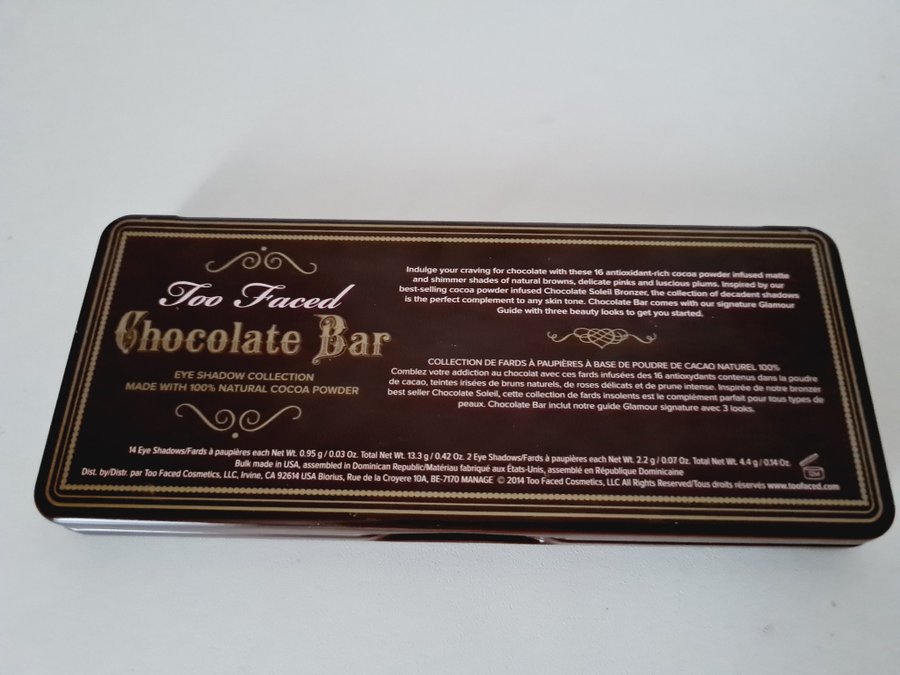 Too Faced
Chocolate Bar
EYE SHADOW COLLECTION
MADE WITH 100% NATURAL COCOA POWDER
Indulge your craving for chocolate with these 16 antioxidant-rich cocoa powder infused matte
and shimmer shades of natural browns, delicate pinks and luscious plums. Inspired by our
best-selling cocoa powder infused Chocolate Soleil Bronzer, the collection of decadent shadows
is the perfect complement to any skin tone. Chocolate Bar comes with our signature Glamour
Guide with three beauty looks to get you started.
COLLECTION DE FARDS À PAUPIÈRES À BASE DE POUDRE DE CACAO NATUREL 100%
Comblez votre addiction au chocolat avec ces fards infusées des 16 antioxydants contenus dans la poudre
de cacao, teintes irisées de bruns naturels, de roses délicats et de prune intense. Inspirée de notre bronzer
best seller Chocolate Soleil, cette collection de fards insolents est le complément parfait pour tous types de
peaux. Chocolate Bar inclut notre guide Glamour signature avec 3 looks.
14 Eye Shadows/Fards à paupières each Net Wt. 0.95 g / 0.03 Oz. Total Net Wt. 13.3 g / 0.42 Oz. 2 Eye Shadows/Fards à paupières each Net Wt. 2.2 g / 0.07 Oz. Total Net Wt. 4.4 g / 0.14 Oz.
Bulk made in USA, assembled in Dominican Republic/Matériau fabriqué aux États-Unis, assemblé en République Dominicaine
Dist. by/Distr. par Too Faced Cosmetics, LLC, Irvine, CA 92614 USA Biorius, Rue de la Croyere 10A, BE-7170 MANAGE © 2014 Too Faced Cosmetics, LLC All Rights Reserved/Tous droits réservés www.toofaced.com
12M